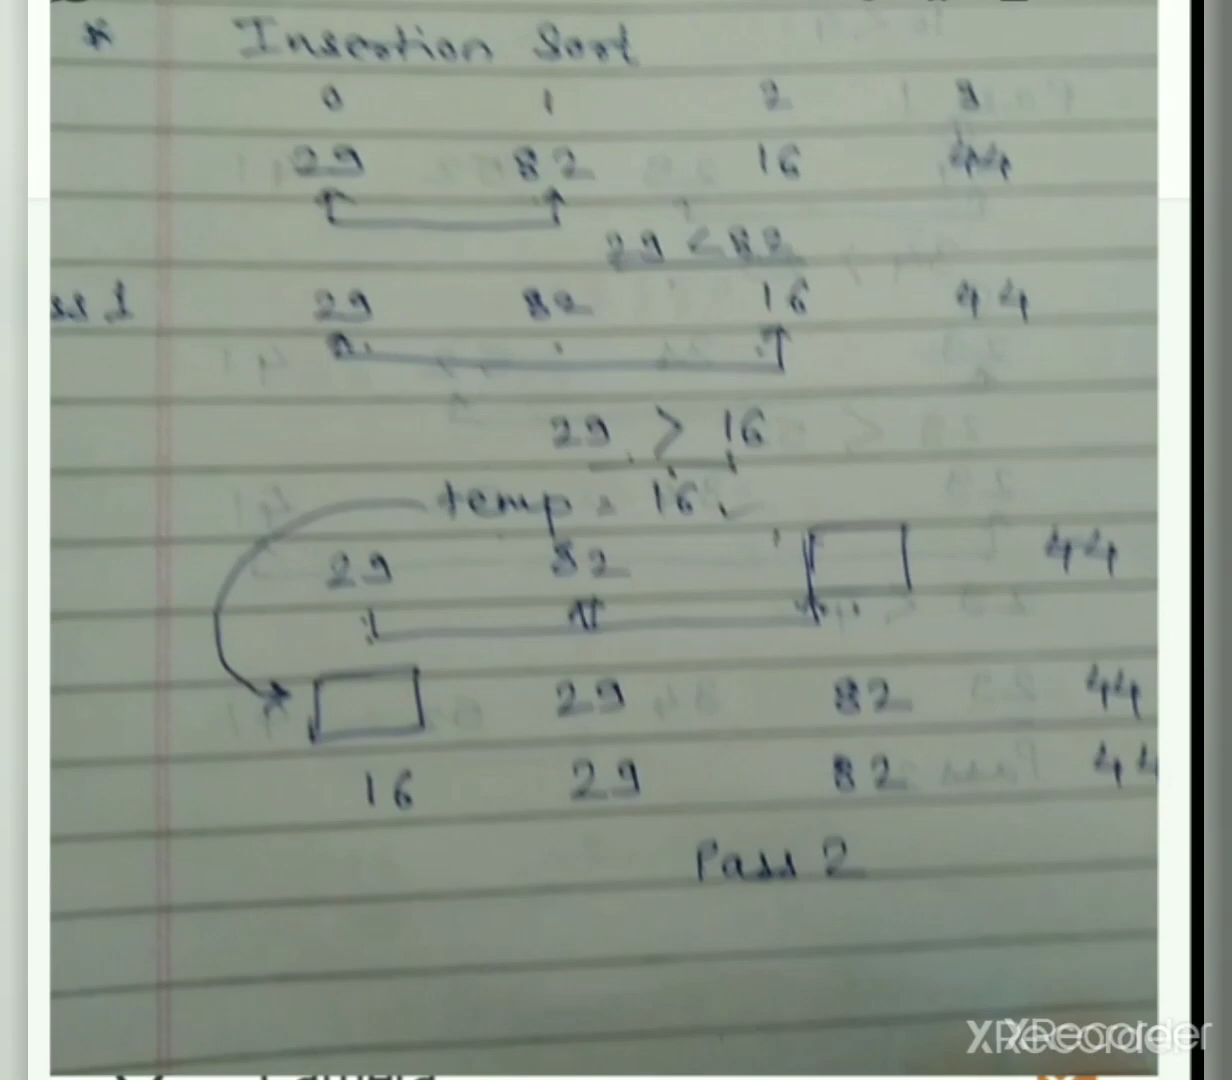 * Insertion Sort
0 1 2 3
29 82 16 44
29 < 82
ss 1 29 82 16 44
29 > 16
temp = 16
29 82 44
29 82 44
16 29 82 44
Pass 2
XRecorder